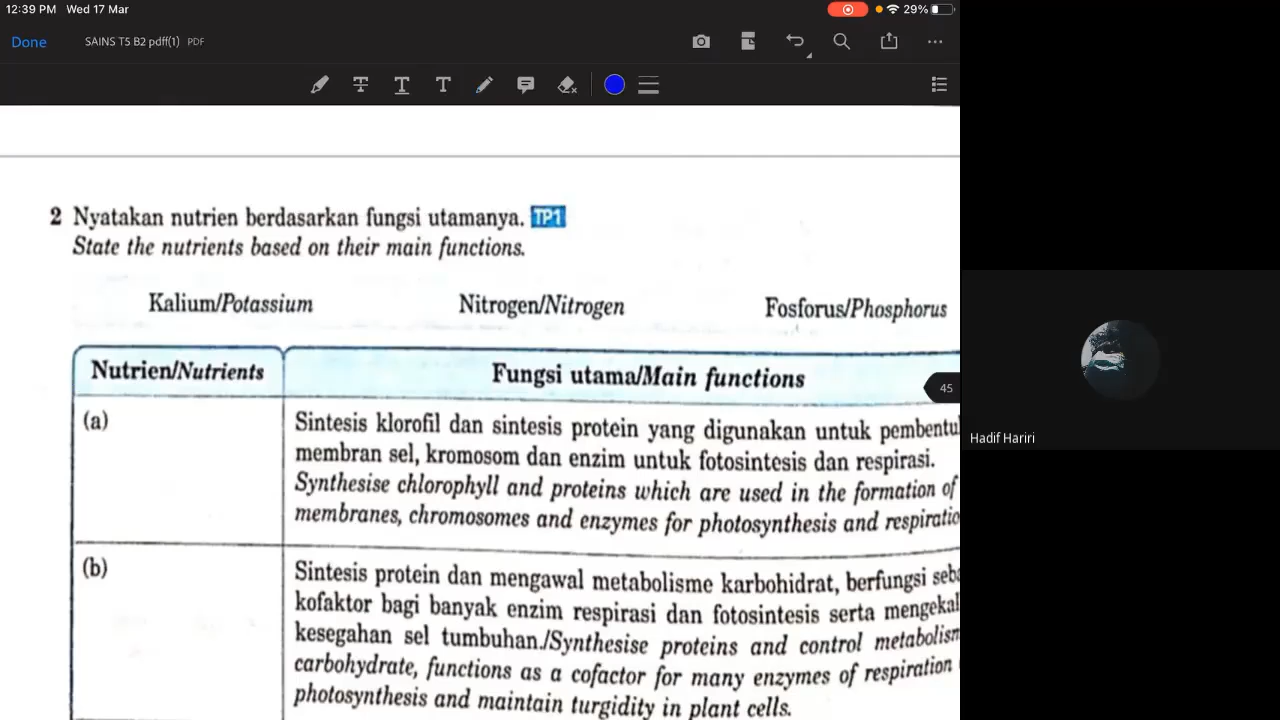 12:39 PM Wed 17 Mar
29%
Done
SAINS T5 B2 pdff(1) PDF
2 Nyatakan nutrien berdasarkan fungsi utamanya. TP1
State the nutrients based on their main functions.
Kalium/Potassium Nitrogen/Nitrogen Fosforus/Phosphorus
Nutrien/Nutrients Fungsi utama/Main functions
45
(a) Sintesis klorofil dan sintesis protein yang digunakan untuk
membran sel, kromosom dan enzim untuk fotosintesis dan respirasi.
Synthesise chlorophyll and proteins which are used in the formation of
membranes, chromosomes and enzymes for photosynthesis and
(b) Sintesis protein dan mengawal metabolisme karbohidrat, berfungsi
kofaktor bagi banyak enzim respirasi dan fotosintesis serta
kesegahan sel tumbuhan./Synthesise proteins and control
carbohydrate, functions as a cofactor for many enzymes of respiration
photosynthesis and maintain turgidity in plant cells.
Hadif Hariri